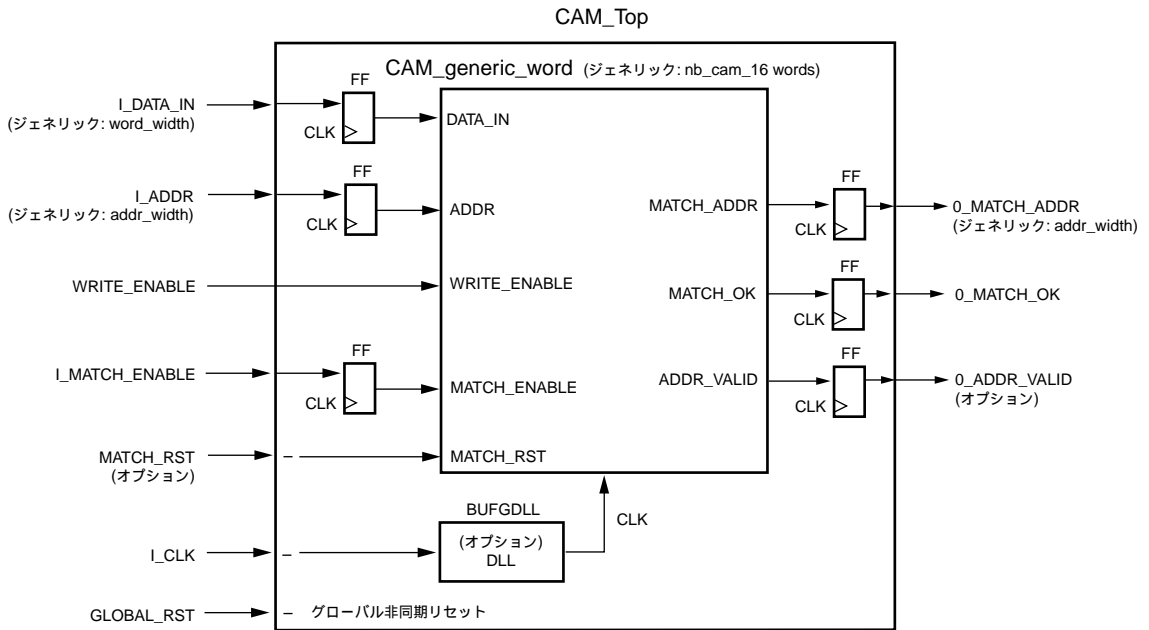 CAM_Top
CAM_generic_word (ジェネリック: nb_cam_16 words)
I_DATA_IN
(ジェネリック: word_width)
FF
CLK
DATA_IN
I_ADDR
(ジェネリック: addr_width)
FF
CLK
ADDR
MATCH_ADDR
FF
CLK
0_MATCH_ADDR
(ジェネリック: addr_width)
WRITE_ENABLE
WRITE_ENABLE
MATCH_OK
FF
CLK
0_MATCH_OK
I_MATCH_ENABLE
FF
CLK
MATCH_ENABLE
ADDR_VALID
FF
CLK
0_ADDR_VALID
(オプション)
MATCH_RST
(オプション)
MATCH_RST
BUFGDLL
(オプション)
DLL
CLK
I_CLK
GLOBAL_RST
グローバル非同期リセット